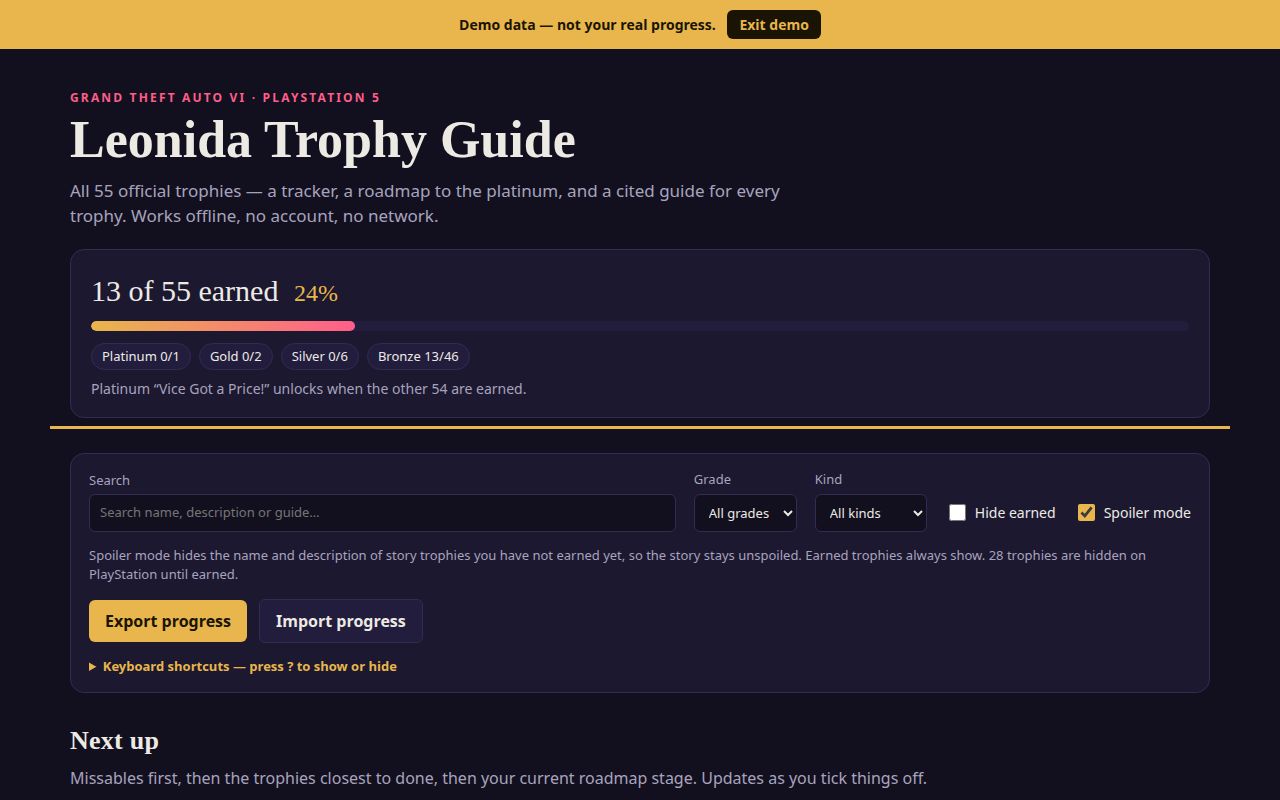 Demo data — not your real progress. Exit demo
GRAND THEFT AUTO VI · PLAYSTATION 5
Leonida Trophy Guide
All 55 official trophies — a tracker, a roadmap to the platinum, and a cited guide for every
trophy. Works offline, no account, no network.
13 of 55 earned 24%
Platinum 0/1 Gold 0/2 Silver 0/6 Bronze 13/46
Platinum “Vice Got a Price!” unlocks when the other 54 are earned.
Search Grade Kind
Search name, description or guide… All grades All kinds Hide earned Spoiler mode
Spoiler mode hides the name and description of story trophies you have not earned yet, so the story stays unspoiled. Earned trophies always show. 28 trophies are hidden on
PlayStation until earned.
Export progress Import progress
Keyboard shortcuts — press ? to show or hide
Next up
Missables first, then the trophies closest to done, then your current roadmap stage. Updates as you tick things off.